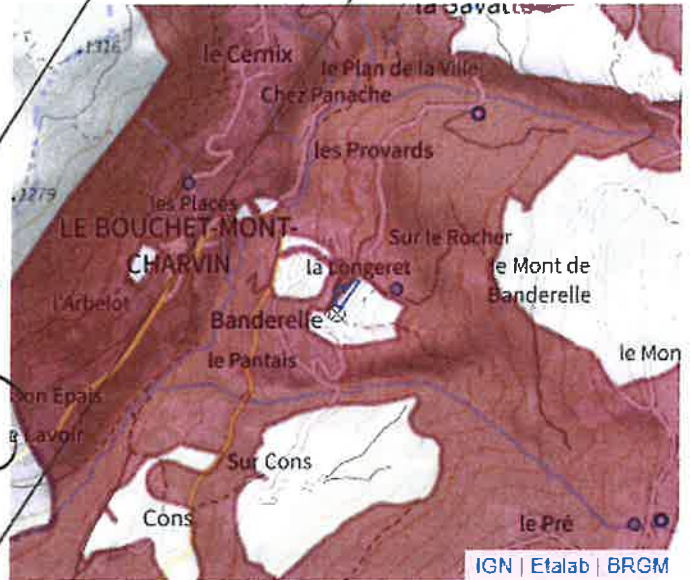 la Savatte
1316
le Cernix
le Plan de la Ville
Chez Panache
les Provards
1279
les Places
LE BOUCHET-MONT-
CHARVIN
Sur le Rocher
la Longeret
le Mont de
Banderelle
l'Arbelot
Banderelle
le Pantais
le Mon
on Epais
e Lavoir
Sur Cons
Cons
le Pré
IGN | Etalab | BRGM